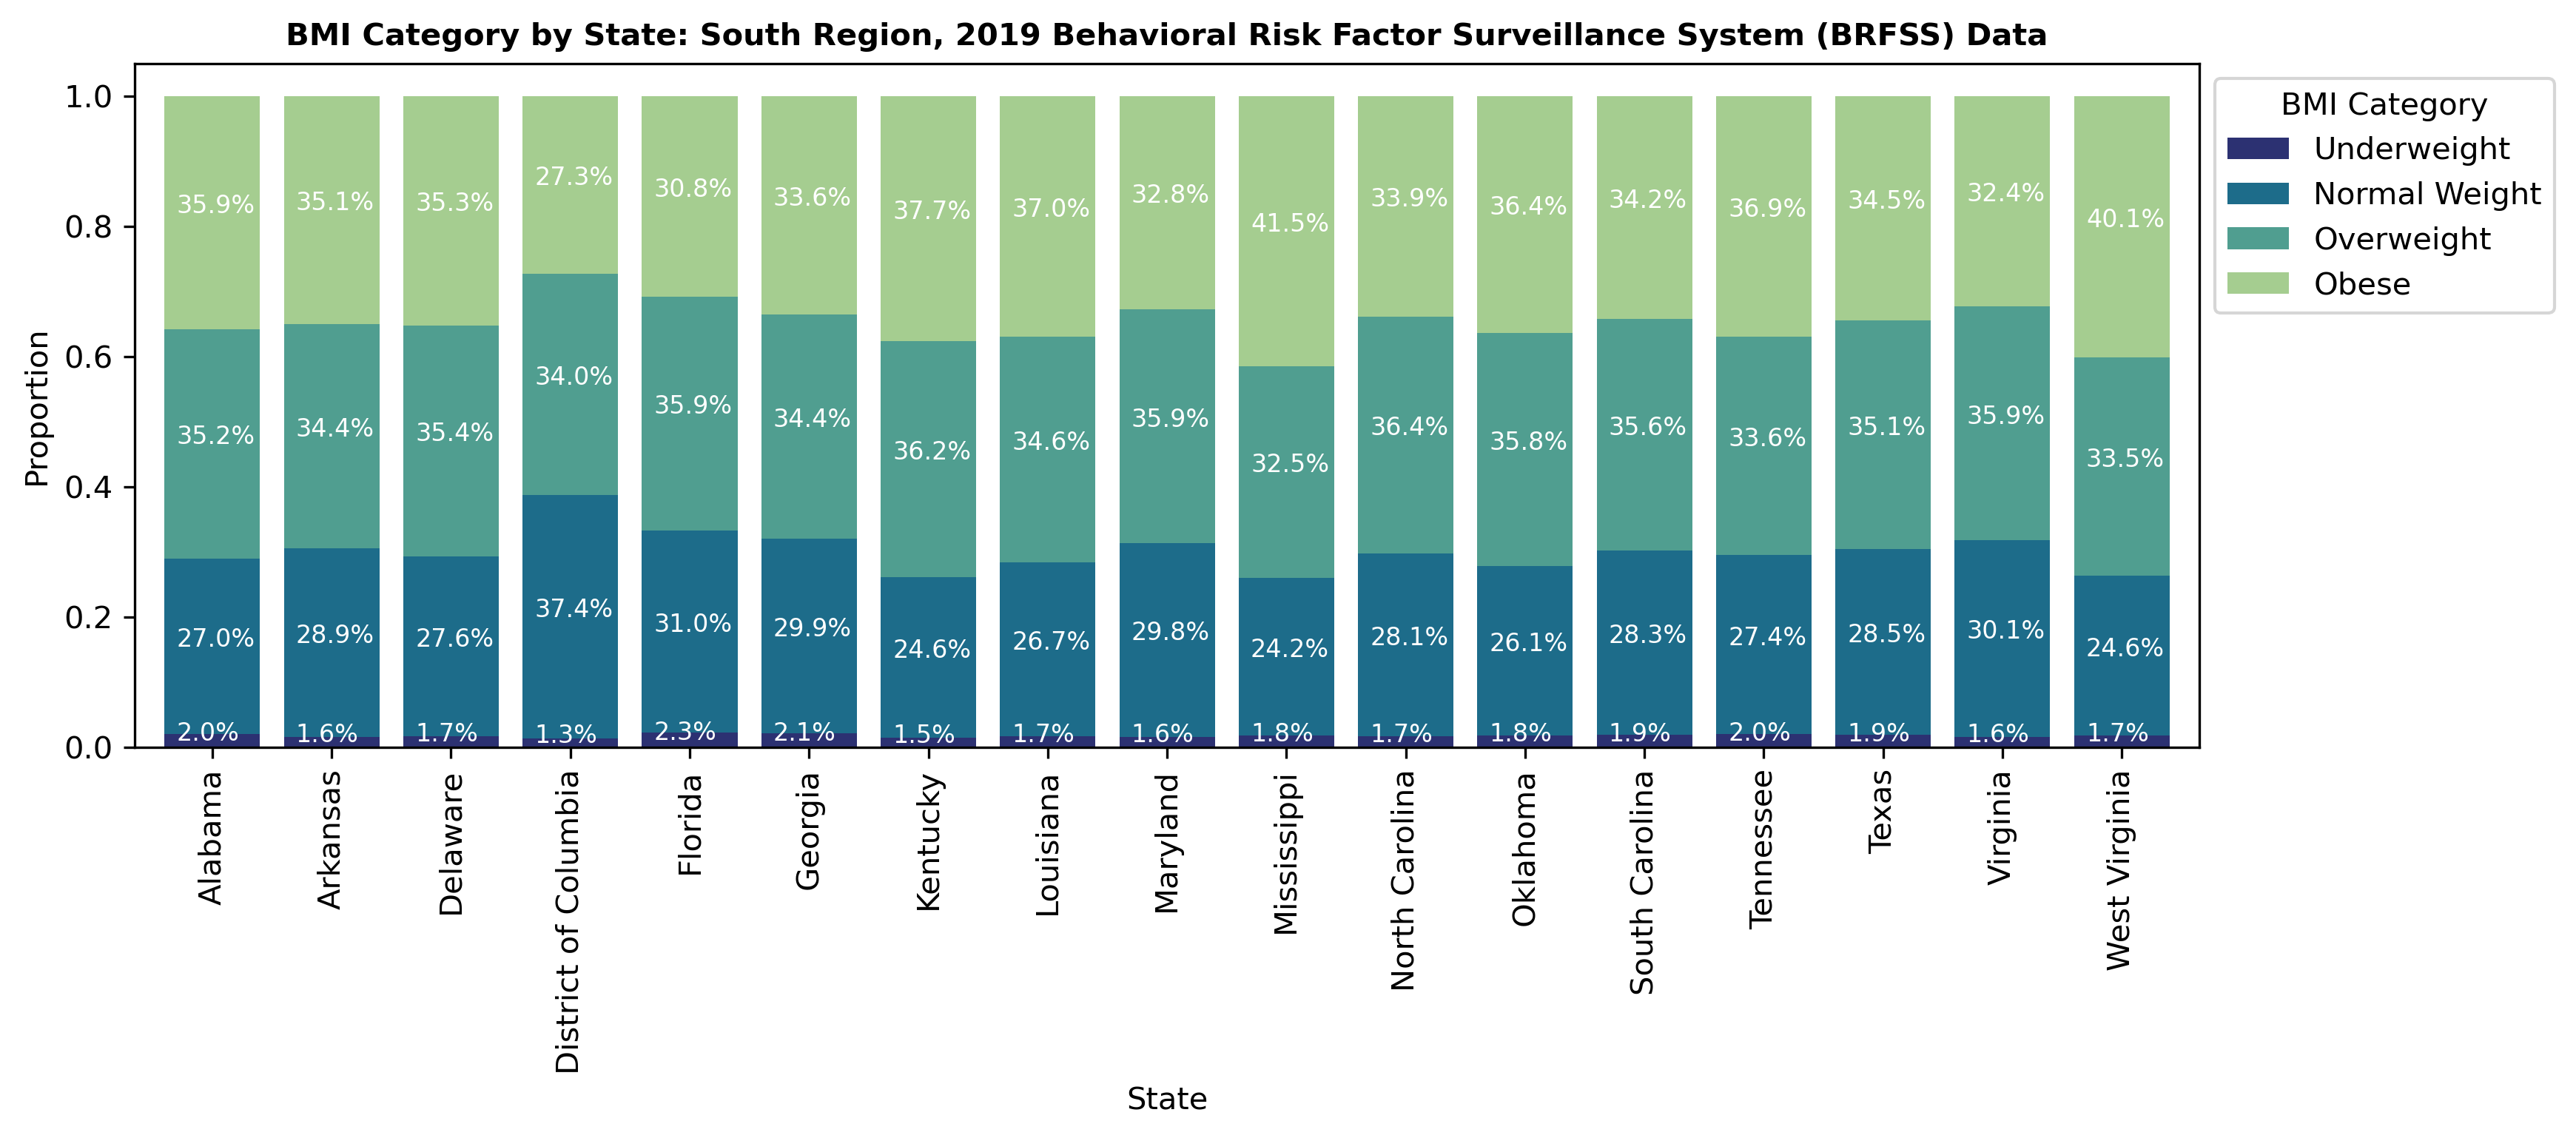 BMI Category by State: South Region, 2019 Behavioral Risk Factor Surveillance System (BRFSS) Data
BMI Category
Underweight
Normal Weight
Overweight
Obese
Proportion
1.0
0.8
0.6
0.4
0.2
0.0
35.9% 35.1% 35.3% 27.3% 30.8% 33.6% 37.7% 37.0% 32.8% 41.5% 33.9% 36.4% 34.2% 36.9% 34.5% 32.4% 40.1%
35.2% 34.4% 35.4% 34.0% 35.9% 34.4% 36.2% 34.6% 35.9% 32.5% 36.4% 35.8% 35.6% 33.6% 35.1% 35.9% 33.5%
27.0% 28.9% 27.6% 37.4% 31.0% 29.9% 24.6% 26.7% 29.8% 24.2% 28.1% 26.1% 28.3% 27.4% 28.5% 30.1% 24.6%
2.0% 1.6% 1.7% 1.3% 2.3% 2.1% 1.5% 1.7% 1.6% 1.8% 1.7% 1.8% 1.9% 2.0% 1.9% 1.6% 1.7%
Alabama
Arkansas
Delaware
District of Columbia
Florida
Georgia
Kentucky
Louisiana
Maryland
Mississippi
North Carolina
Oklahoma
South Carolina
Tennessee
Texas
Virginia
West Virginia
State